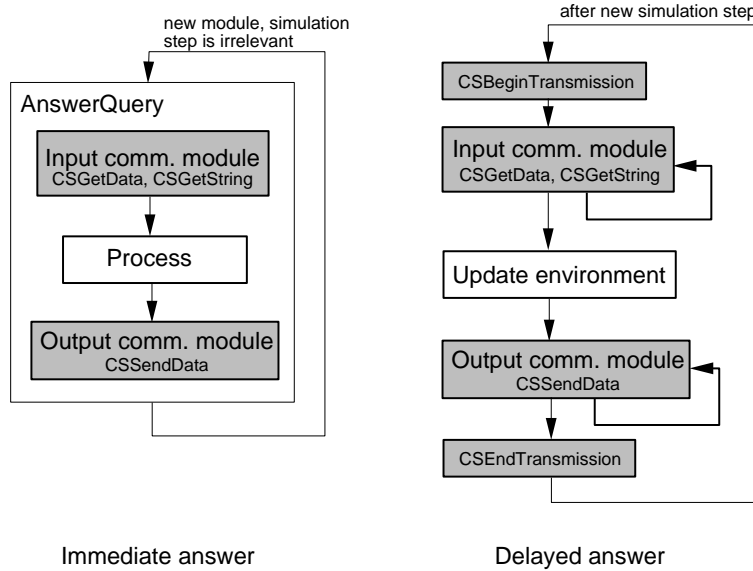 new module, simulation
step is irrelevant
AnswerQuery
Input comm. module
CSGetData, CSGetString
Process
Output comm. module
CSSendData
Immediate answer
after new simulation step
CSBeginTransmission
Input comm. module
CSGetData, CSGetString
Update environment
Output comm. module
CSSendData
CSEndTransmission
Delayed answer